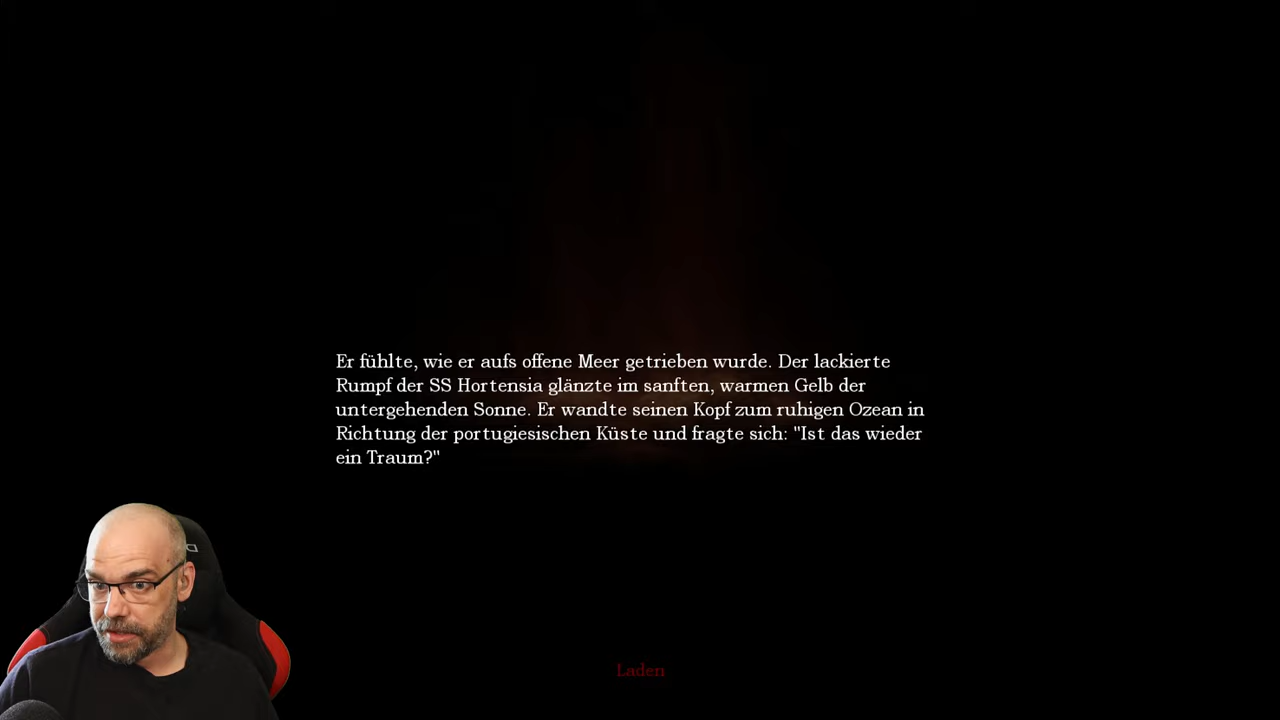 Er fühlte, wie er aufs offene Meer getrieben wurde. Der lackierte
Rumpf der SS Hortensia glänzte im sanften, warmen Gelb der
untergehenden Sonne. Er wandte seinen Kopf zum ruhigen Ozean in
Richtung der portugiesischen Küste und fragte sich: "Ist das wieder
ein Traum?"
Laden